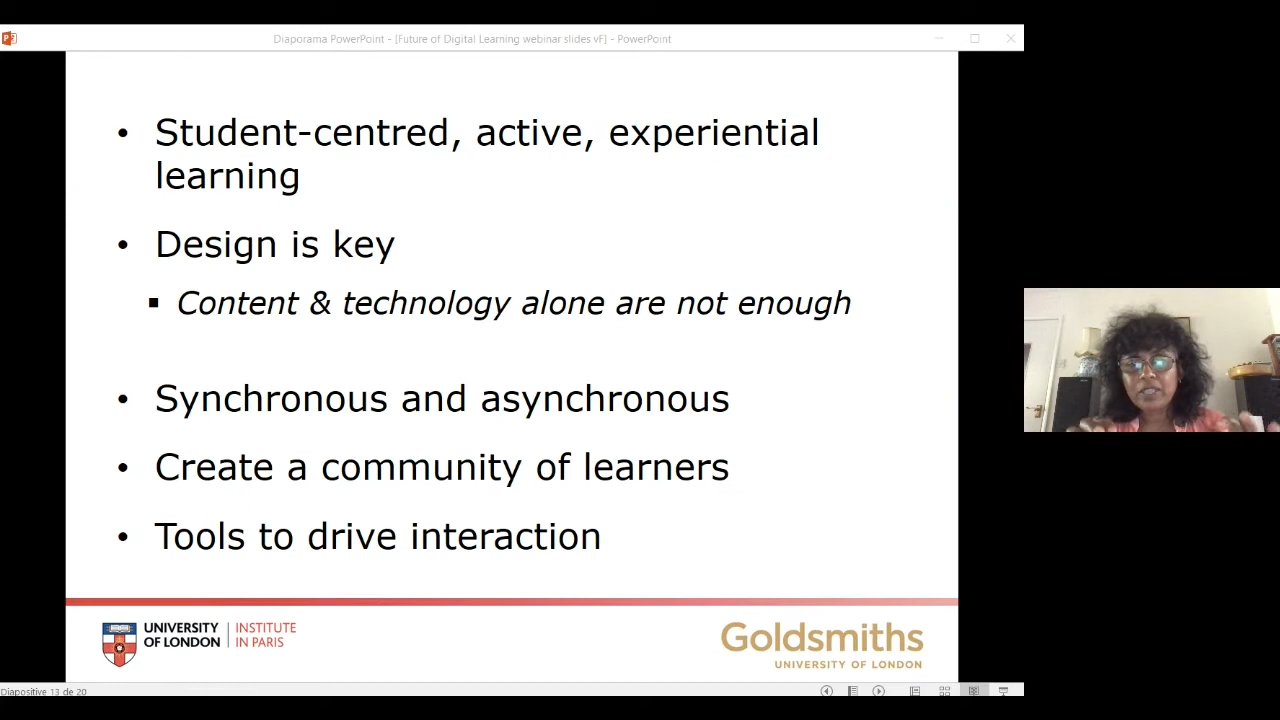 Diaporama PowerPoint - [Future of Digital Learning webinar slides vF] - PowerPoint
• Student-centred, active, experiential
learning
• Design is key
▪ Content & technology alone are not enough
• Synchronous and asynchronous
• Create a community of learners
• Tools to drive interaction
UNIVERSITY OF LONDON | INSTITUTE IN PARIS
Goldsmiths
UNIVERSITY OF LONDON
Diapositive 13 de 20